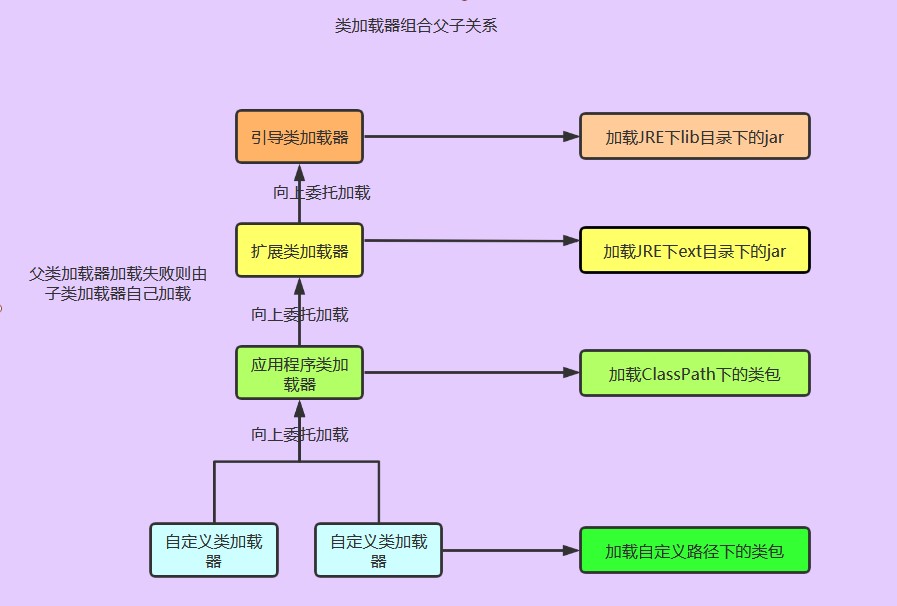 类加载器组合父子关系
引导类加载器
加载JRE下lib目录下的jar
向上委托加载
扩展类加载器
加载JRE下ext目录下的jar
父类加载器加载失败则由
子类加载器自己加载
向上委托加载
应用程序类加
载器
加载ClassPath下的类包
向上委托加载
自定义类加载
器
自定义类加载
器
加载自定义路径下的类包